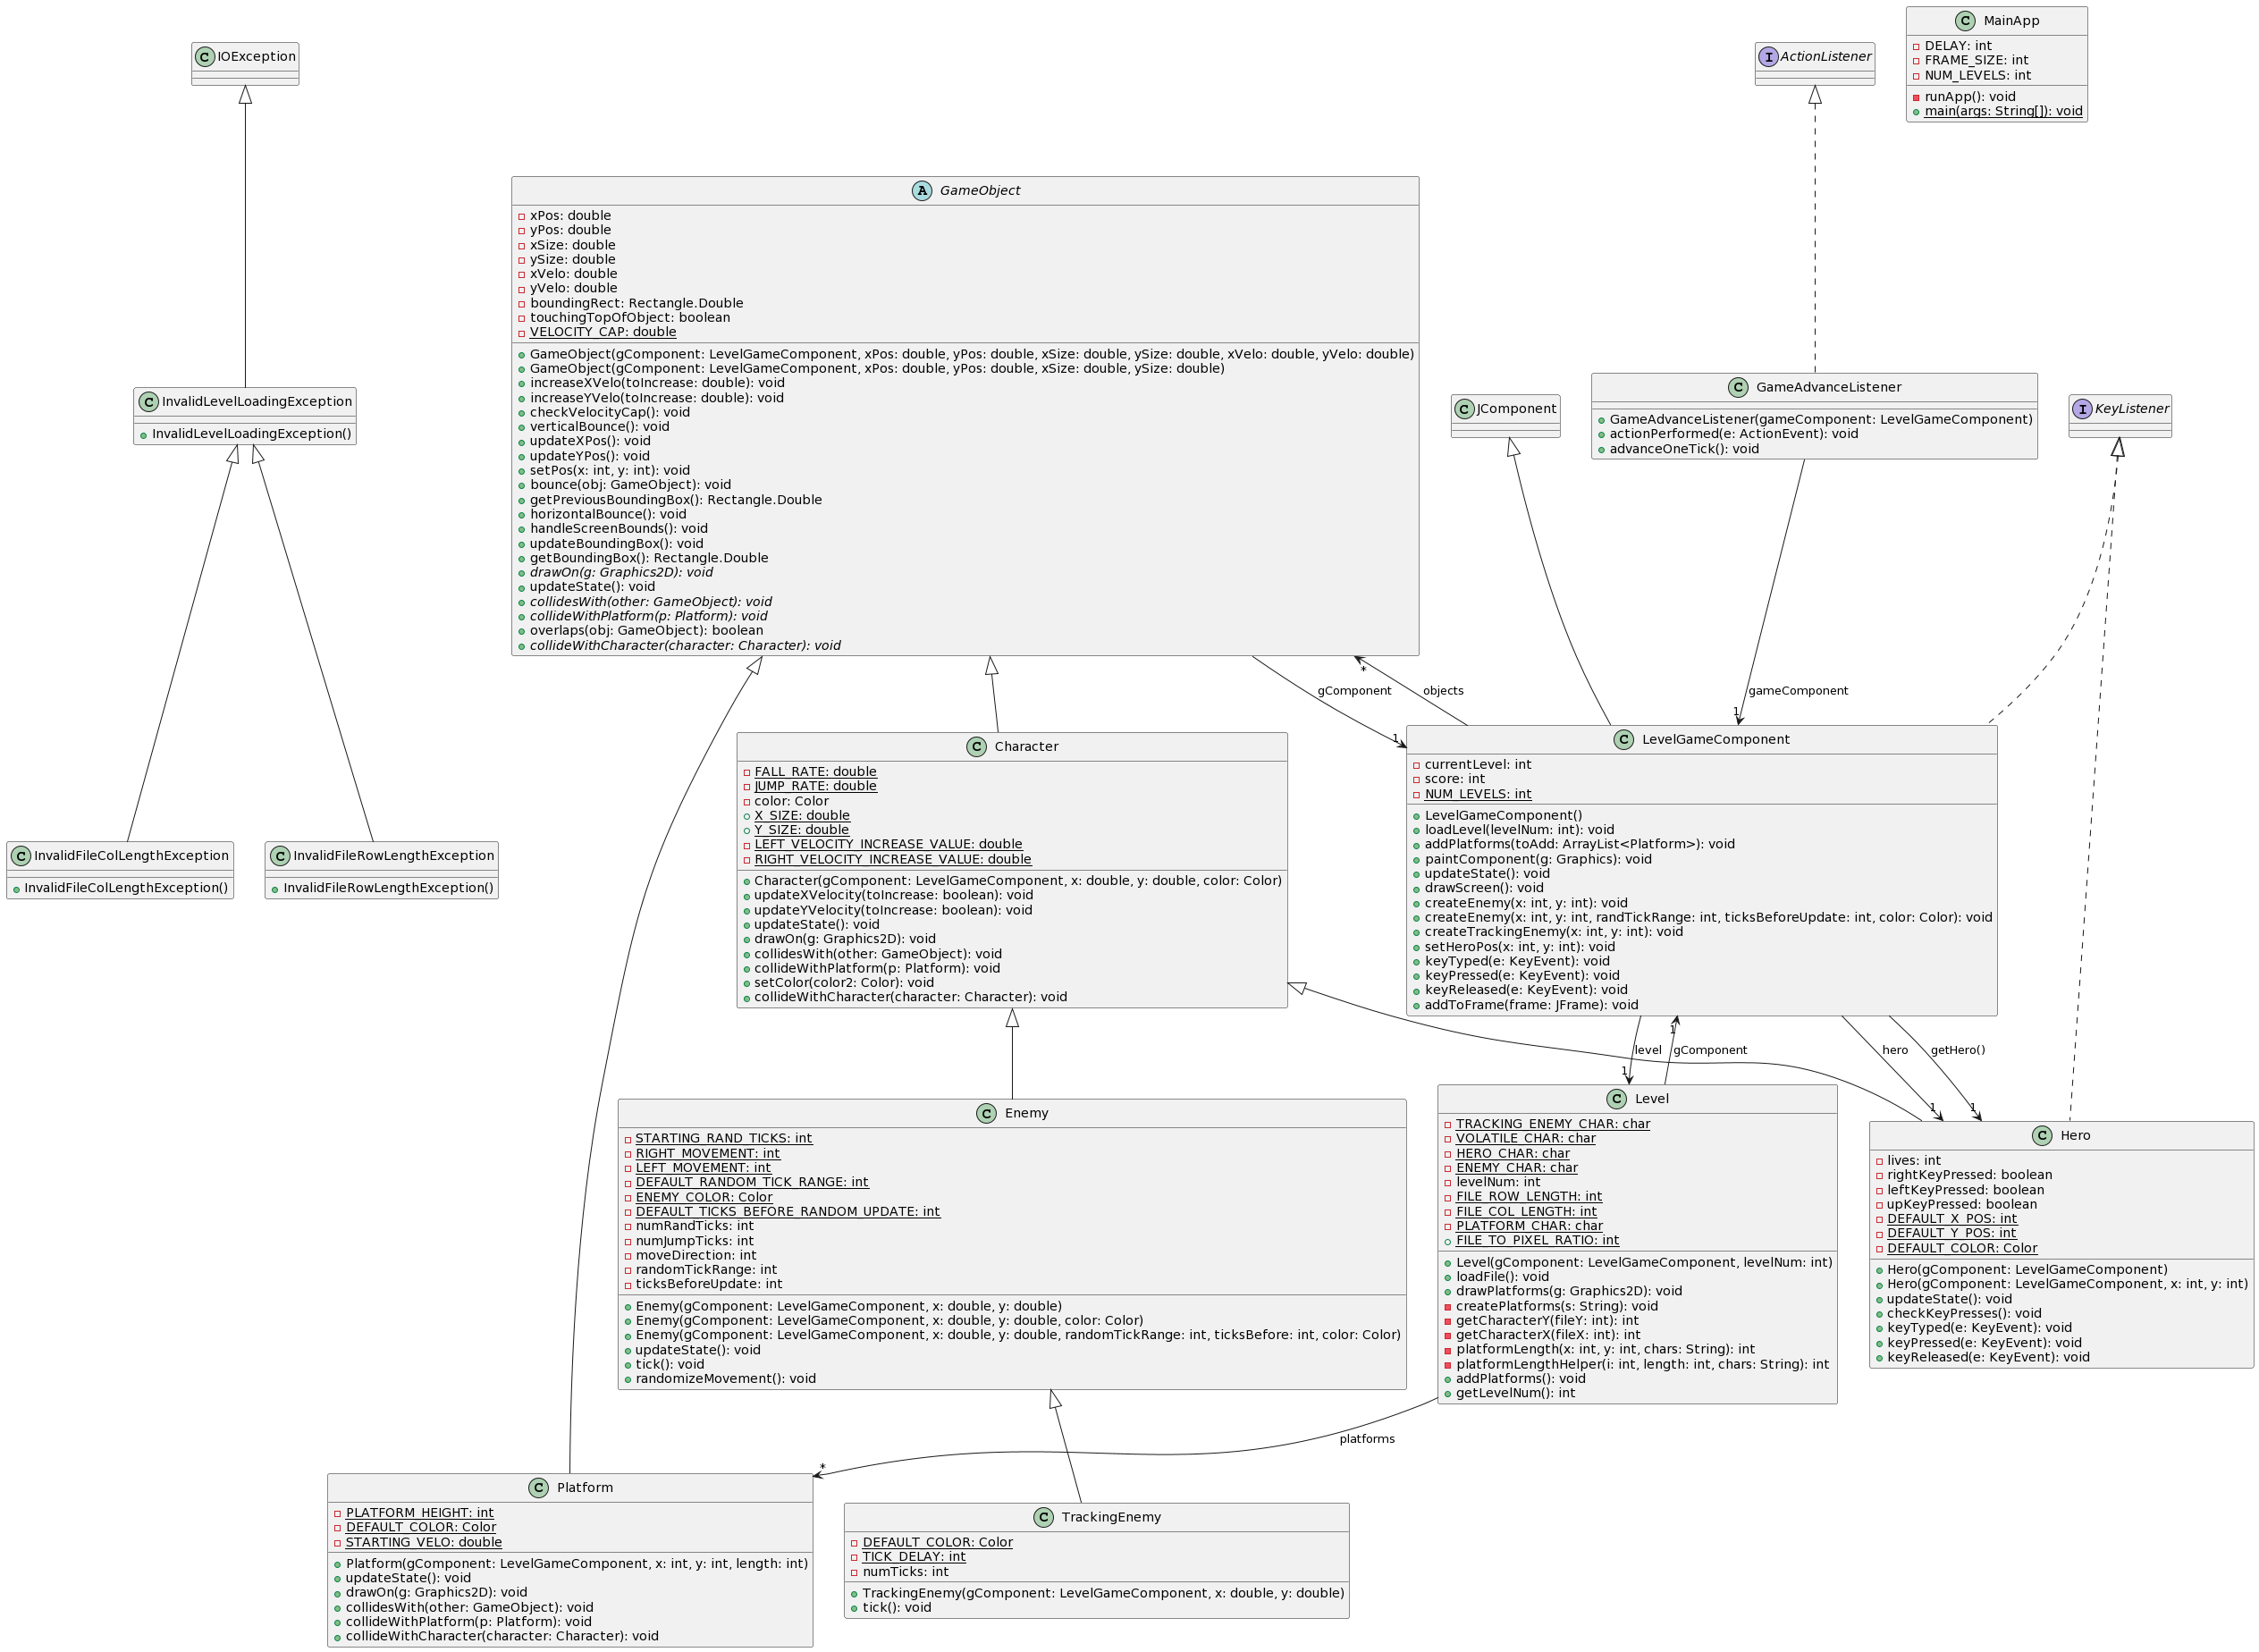 MainApp
DELAY: int
FRAME_SIZE: int
NUM_LEVELS: int
runApp(): void
main(args: String[]): void
C IOException
I ActionListener
A GameObject
xPos: double
yPos: double
xSize: double
ySize: double
xVelo: double
yVelo: double
boundingRect: Rectangle.Double
touchingTopOfObject: boolean
VELOCITY_CAP: double
GameObject(gComponent: LevelGameComponent, xPos: double, yPos: double, xSize: double, ySize: double, xVelo: double, yVelo: double)
GameObject(gComponent: LevelGameComponent, xPos: double, yPos: double, xSize: double, ySize: double)
increaseXVelo(toIncrease: double): void
increaseYVelo(toIncrease: double): void
checkVelocityCap(): void
verticalBounce(): void
updateXPos(): void
updateYPos(): void
setPos(x: int, y: int): void
bounce(obj: GameObject): void
getPreviousBoundingBox(): Rectangle.Double
horizontalBounce(): void
handleScreenBounds(): void
updateBoundingBox(): void
getBoundingBox(): Rectangle.Double
drawOn(g: Graphics2D): void
updateState(): void
collidesWith(other: GameObject): void
collideWithPlatform(p: Platform): void
overlaps(obj: GameObject): boolean
collideWithCharacter(character: Character): void
C InvalidLevelLoadingException
InvalidLevelLoadingException()
C JComponent
C GameAdvanceListener
GameAdvanceListener(gameComponent: LevelGameComponent)
actionPerformed(e: ActionEvent): void
advanceOneTick(): void
I KeyListener
gComponent
1
objects
*
gameComponent
1
C Character
FALL_RATE: double
JUMP_RATE: double
color: Color
X_SIZE: double
Y_SIZE: double
LEFT_VELOCITY_INCREASE_VALUE: double
RIGHT_VELOCITY_INCREASE_VALUE: double
Character(gComponent: LevelGameComponent, x: double, y: double, color: Color)
updateXVelocity(toIncrease: boolean): void
updateYVelocity(toIncrease: boolean): void
updateState(): void
drawOn(g: Graphics2D): void
collidesWith(other: GameObject): void
collideWithPlatform(p: Platform): void
setColor(color2: Color): void
collideWithCharacter(character: Character): void
C LevelGameComponent
currentLevel: int
score: int
NUM_LEVELS: int
LevelGameComponent()
loadLevel(levelNum: int): void
addPlatforms(toAdd: ArrayList<Platform>): void
paintComponent(g: Graphics): void
updateState(): void
drawScreen(): void
createEnemy(x: int, y: int): void
createEnemy(x: int, y: int, randTickRange: int, ticksBeforeUpdate: int, color: Color): void
createTrackingEnemy(x: int, y: int): void
setHeroPos(x: int, y: int): void
keyTyped(e: KeyEvent): void
keyPressed(e: KeyEvent): void
keyReleased(e: KeyEvent): void
addToFrame(frame: JFrame): void
C InvalidFileColLengthException
InvalidFileColLengthException()
C InvalidFileRowLengthException
InvalidFileRowLengthException()
level
1
gComponent
1
hero
1
getHero()
1
C Enemy
STARTING_RAND_TICKS: int
RIGHT_MOVEMENT: int
LEFT_MOVEMENT: int
DEFAULT_RANDOM_TICK_RANGE: int
ENEMY_COLOR: Color
DEFAULT_TICKS_BEFORE_RANDOM_UPDATE: int
numRandTicks: int
numJumpTicks: int
moveDirection: int
randomTickRange: int
ticksBeforeUpdate: int
Enemy(gComponent: LevelGameComponent, x: double, y: double)
Enemy(gComponent: LevelGameComponent, x: double, y: double, color: Color)
Enemy(gComponent: LevelGameComponent, x: double, y: double, randomTickRange: int, ticksBefore: int, color: Color)
updateState(): void
tick(): void
randomizeMovement(): void
C Level
TRACKING_ENEMY_CHAR: char
VOLATILE_CHAR: char
HERO_CHAR: char
ENEMY_CHAR: char
levelNum: int
FILE_ROW_LENGTH: int
FILE_COL_LENGTH: int
PLATFORM_CHAR: char
FILE_TO_PIXEL_RATIO: int
Level(gComponent: LevelGameComponent, levelNum: int)
loadFile(): void
drawPlatforms(g: Graphics2D): void
createPlatforms(s: String): void
getCharacterY(fileY: int): int
getCharacterX(fileX: int): int
platformLength(x: int, y: int, chars: String): int
platformLengthHelper(i: int, length: int, chars: String): int
addPlatforms(): void
getLevelNum(): int
C Hero
lives: int
rightKeyPressed: boolean
leftKeyPressed: boolean
upKeyPressed: boolean
DEFAULT_X_POS: int
DEFAULT_Y_POS: int
DEFAULT_COLOR: Color
Hero(gComponent: LevelGameComponent)
Hero(gComponent: LevelGameComponent, x: int, y: int)
updateState(): void
checkKeyPresses(): void
keyTyped(e: KeyEvent): void
keyPressed(e: KeyEvent): void
keyReleased(e: KeyEvent): void
platforms
*
C Platform
PLATFORM_HEIGHT: int
DEFAULT_COLOR: Color
STARTING_VELO: double
Platform(gComponent: LevelGameComponent, x: int, y: int, length: int)
updateState(): void
drawOn(g: Graphics2D): void
collidesWith(other: GameObject): void
collideWithPlatform(p: Platform): void
collideWithCharacter(character: Character): void
C TrackingEnemy
DEFAULT_COLOR: Color
TICK_DELAY: int
numTicks: int
TrackingEnemy(gComponent: LevelGameComponent, x: double, y: double)
tick(): void